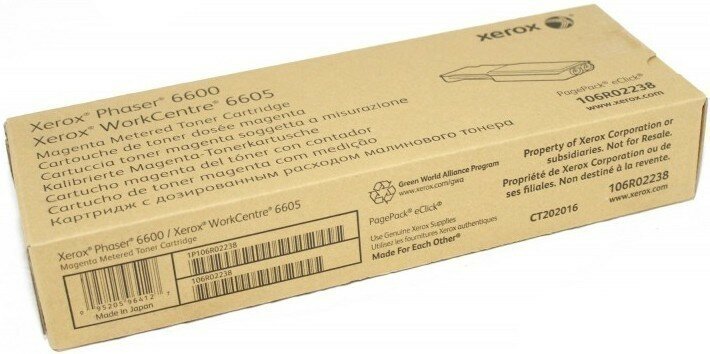 xerox
Xerox® Phaser® 6600
Xerox® WorkCentre® 6605
Magenta Metered Toner Cartridge
Cartouche de toner dosée magenta
Cartuccia di toner magenta soggetta a misurazione
Kalibrierte Magenta-Tonerkartusche
Cartucho magenta del tóner con contador
Cartucho de toner magenta com medição
Картридж с дозированным расходом малинового тонера
PagePack® eClick®
106R02238
www.xerox.com
Property of Xerox Corporation or
subsidiaries. Not for Resale.
Propriété de Xerox Corporation ou
ses filiales. Non destiné à la revente.
106R02238
CT202016
Green World Alliance Program
www.xerox.com/gwa
PagePack® eClick®
Use Genuine Xerox Supplies
Utilisez les fournitures Xerox authentiques
Made For Each Other®
Xerox® Phaser® 6600 / Xerox® WorkCentre® 6605
Magenta Metered Toner Cartridge
1P106R02238
106R02238
0 95205 96412 7
Made in Japan